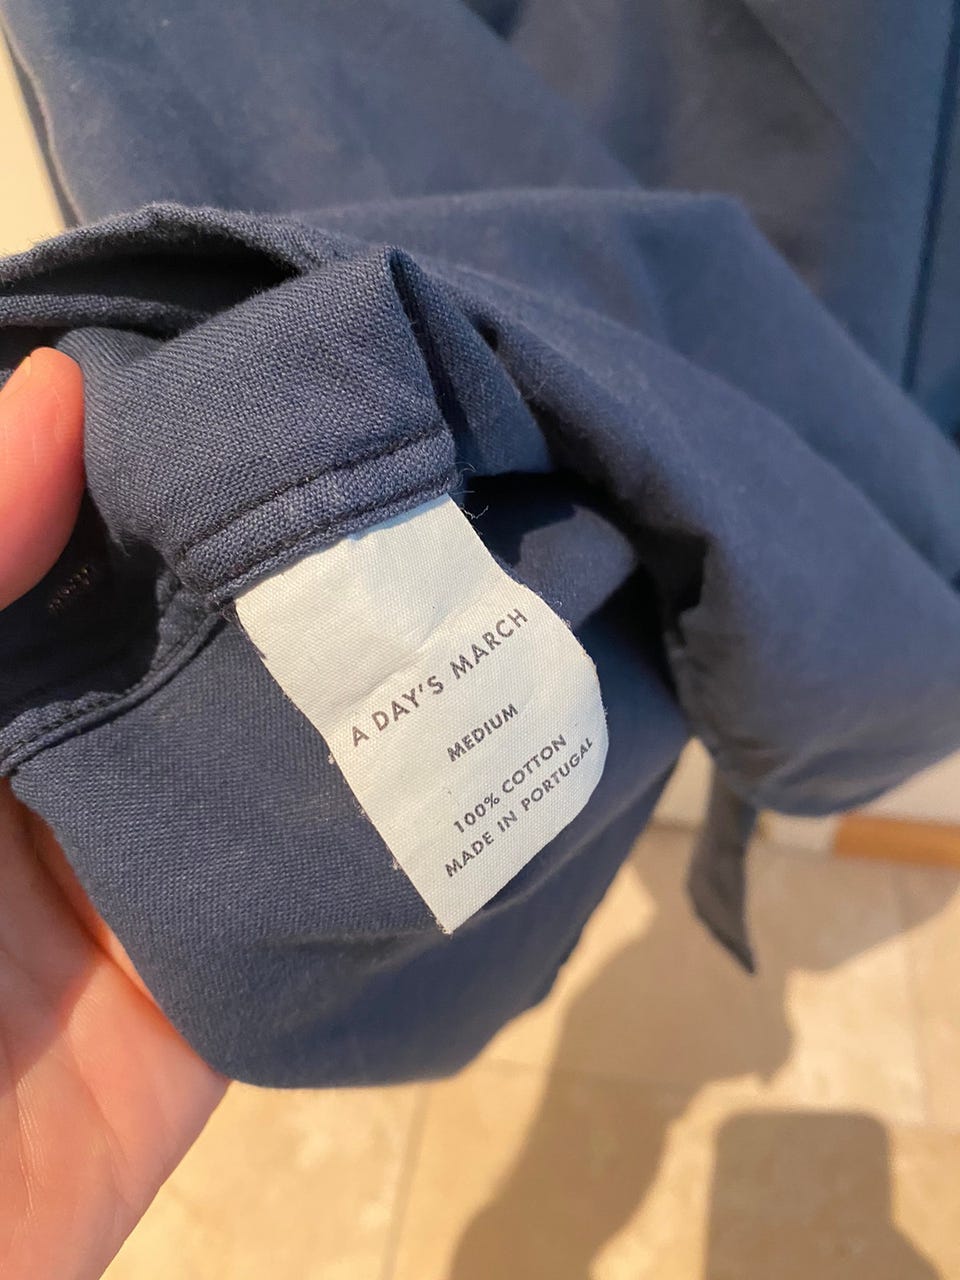 A DAY'S MARCH
MEDIUM
100% COTTON
MADE IN PORTUGAL